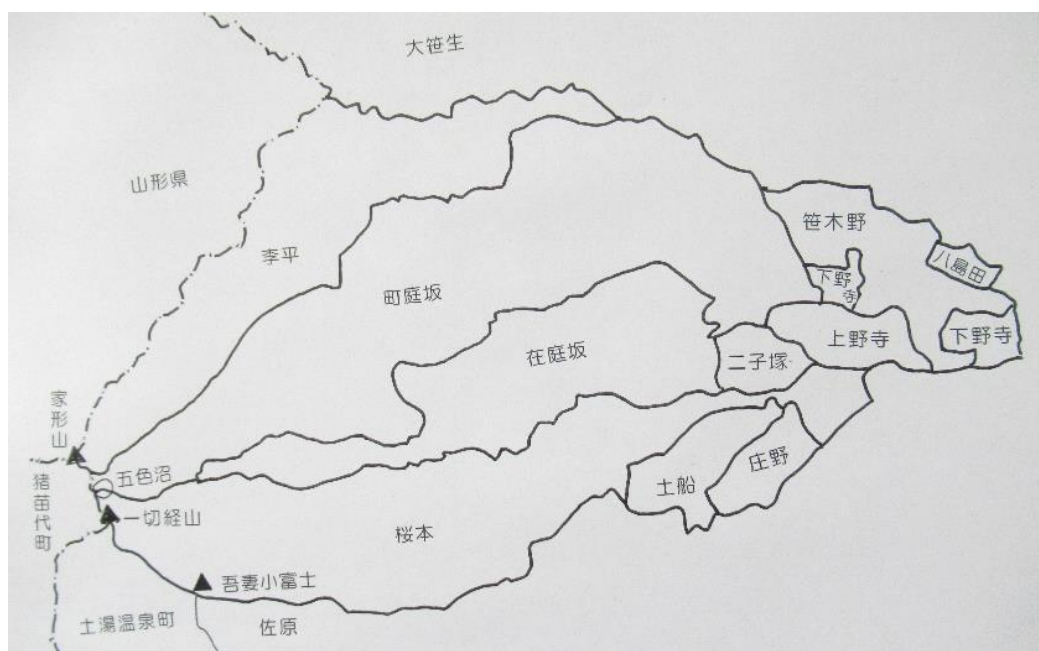 大笹生
山形県
笹木野
李平
八島田
下野寺
町庭坂
上野寺
下野寺
在庭坂
二子塚
家形山
五色沼
庄野
土船
猪苗代町
一切経山
桜本
吾妻小富士
土湯温泉町
佐原